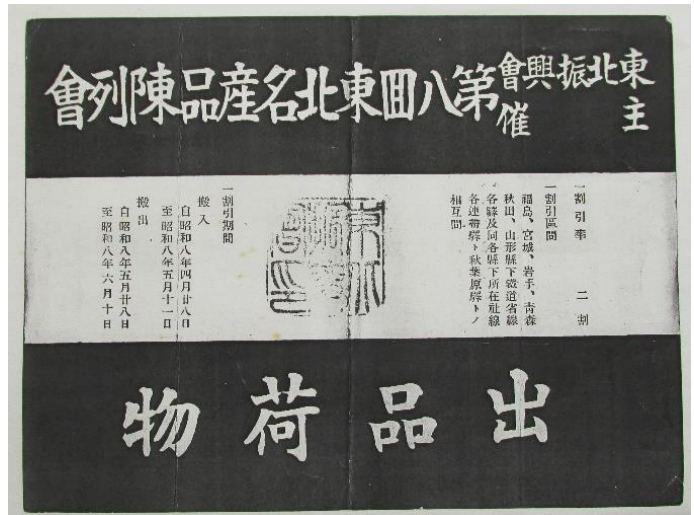 東北振興會
主催
第八囘東北名産品陳列會
一割引率 二割
一割引區間
福島、宮城、岩手、青森
秋田、山形縣下鐵道省線
各驛及同各縣下所在社線
各連帶驛ト秋葉原驛トノ
相互間
一割引期間
搬入
自昭和八年四月廿八日
至昭和八年五月十一日
搬出
自昭和八年五月廿八日
至昭和八年六月十日
出品荷物